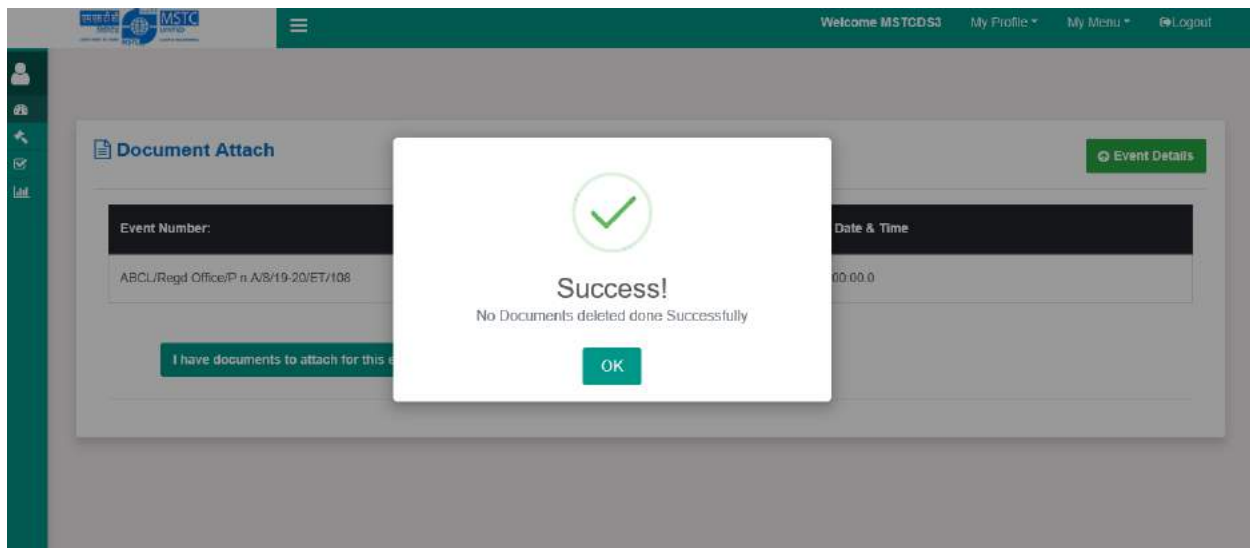 MSTC
Welcome MSTCDS3
My Profile
My Menu
Logout
Document Attach
Event Details
Event Number:
Date & Time
ABCL/Regd Office/P n A/8/19-20/ET/108
00:00.0
I have documents to attach for this e
Success!
No Documents deleted done Successfully
OK